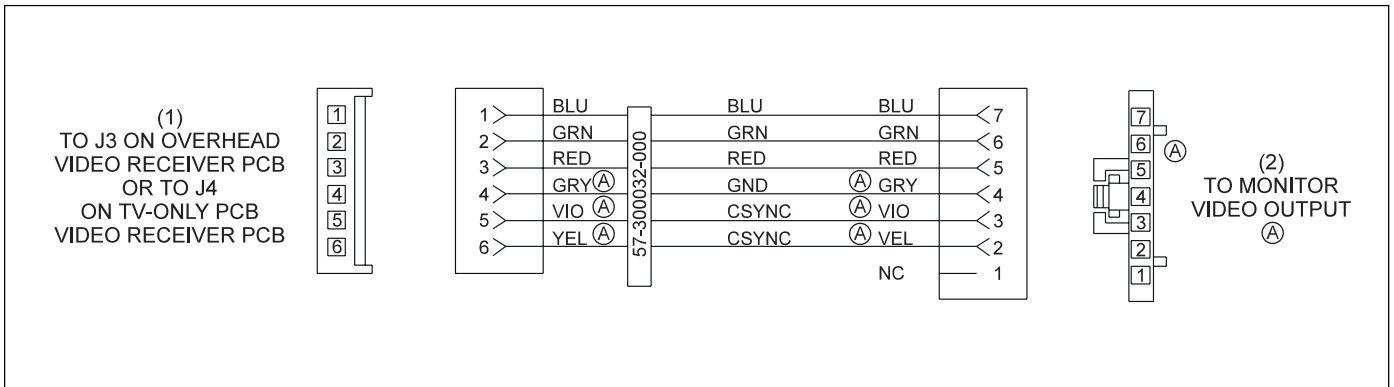 (1)
TO J3 ON OVERHEAD
VIDEO RECEIVER PCB
OR TO J4
ON TV-ONLY PCB
VIDEO RECEIVER PCB
1
2
3
4
5
6
1 BLU BLU BLU 7
2 GRN GRN GRN 6
3 RED RED RED 5
4 GRY A GND A GRY 4
5 VIO A CSYNC A VIO 3
6 YEL A CSYNC A VEL 2
NC 1
57-300032-000
7
6
5
4
3
2
1
A
(2)
TO MONITOR
VIDEO OUTPUT
A